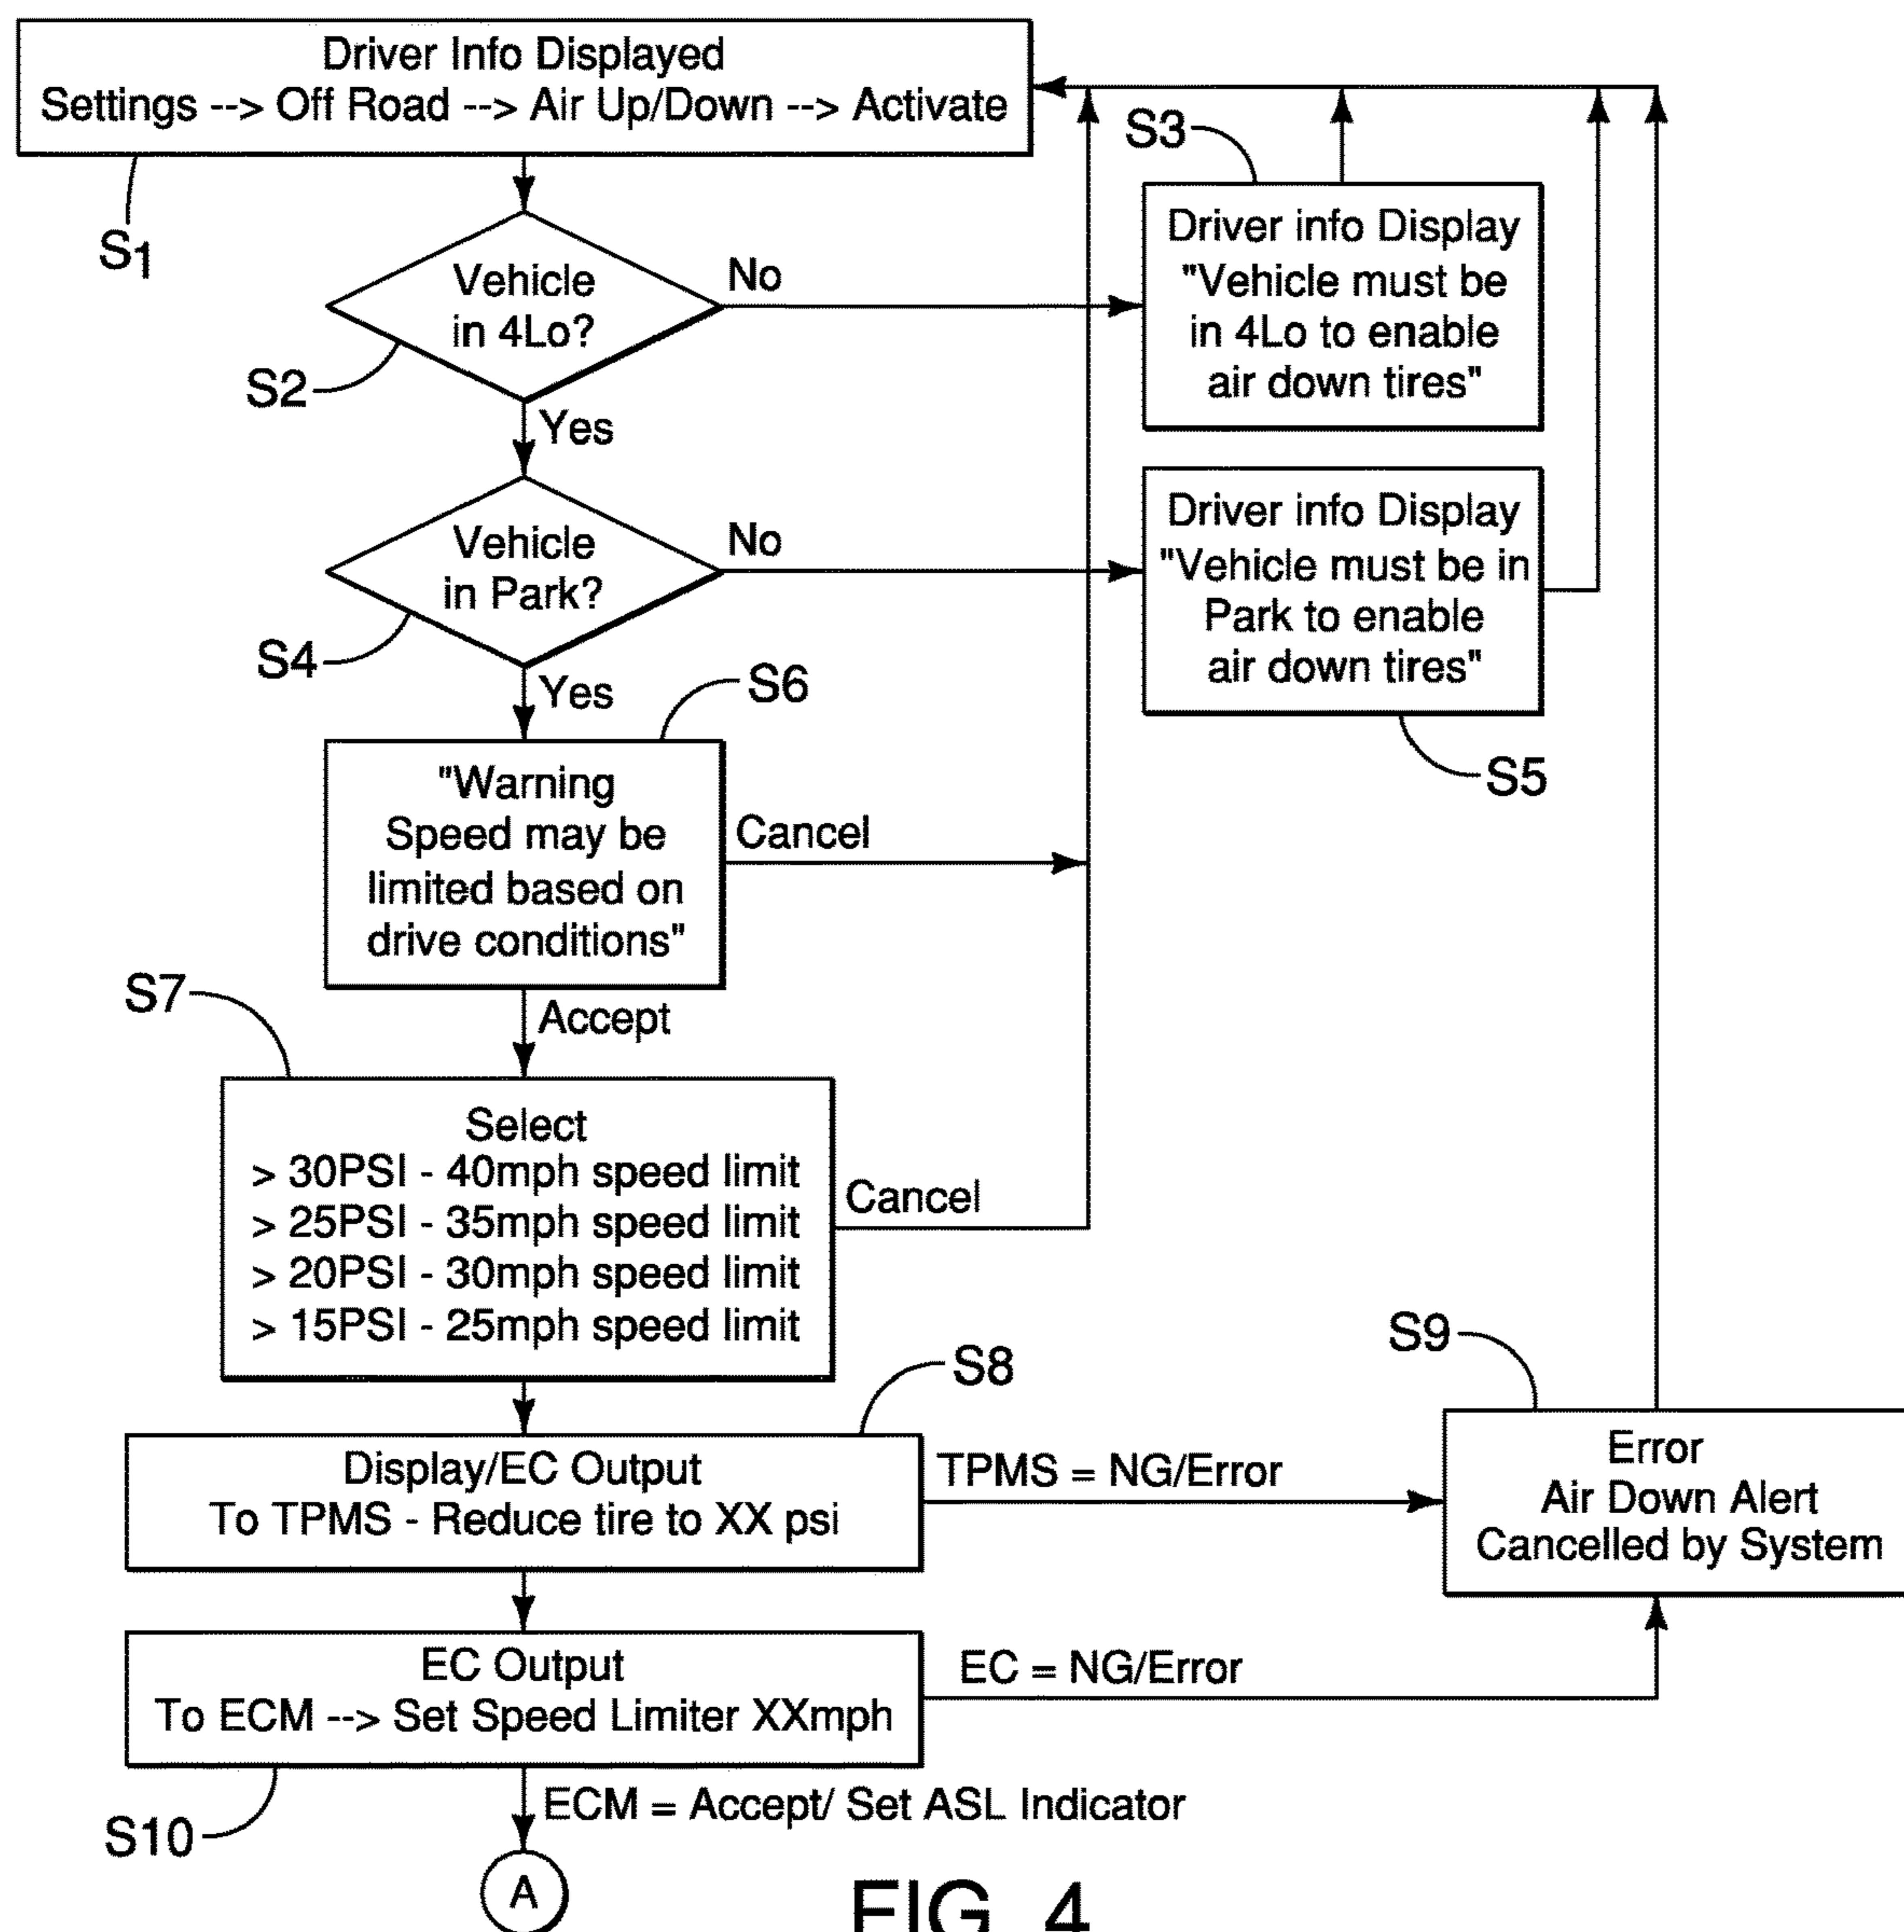 Driver Info Displayed
Settings --> Off Road --> Air Up/Down --> Activate
S1
S3
Vehicle
in 4Lo?
No
S2
Yes
Driver info Display
"Vehicle must be
in 4Lo to enable
air down tires"
Vehicle
in Park?
No
S4
Yes
Driver info Display
"Vehicle must be in
Park to enable
air down tires"
S5
S6
"Warning
Speed may be
limited based on
drive conditions"
Cancel
Accept
S7
Select
> 30PSI - 40mph speed limit
> 25PSI - 35mph speed limit
> 20PSI - 30mph speed limit
> 15PSI - 25mph speed limit
Cancel
S8
Display/EC Output
To TPMS - Reduce tire to XX psi
TPMS = NG/Error
S9
Error
Air Down Alert
Cancelled by System
EC Output
To ECM --> Set Speed Limiter XXmph
EC = NG/Error
S10
ECM = Accept/ Set ASL Indicator
A
FIG. 4